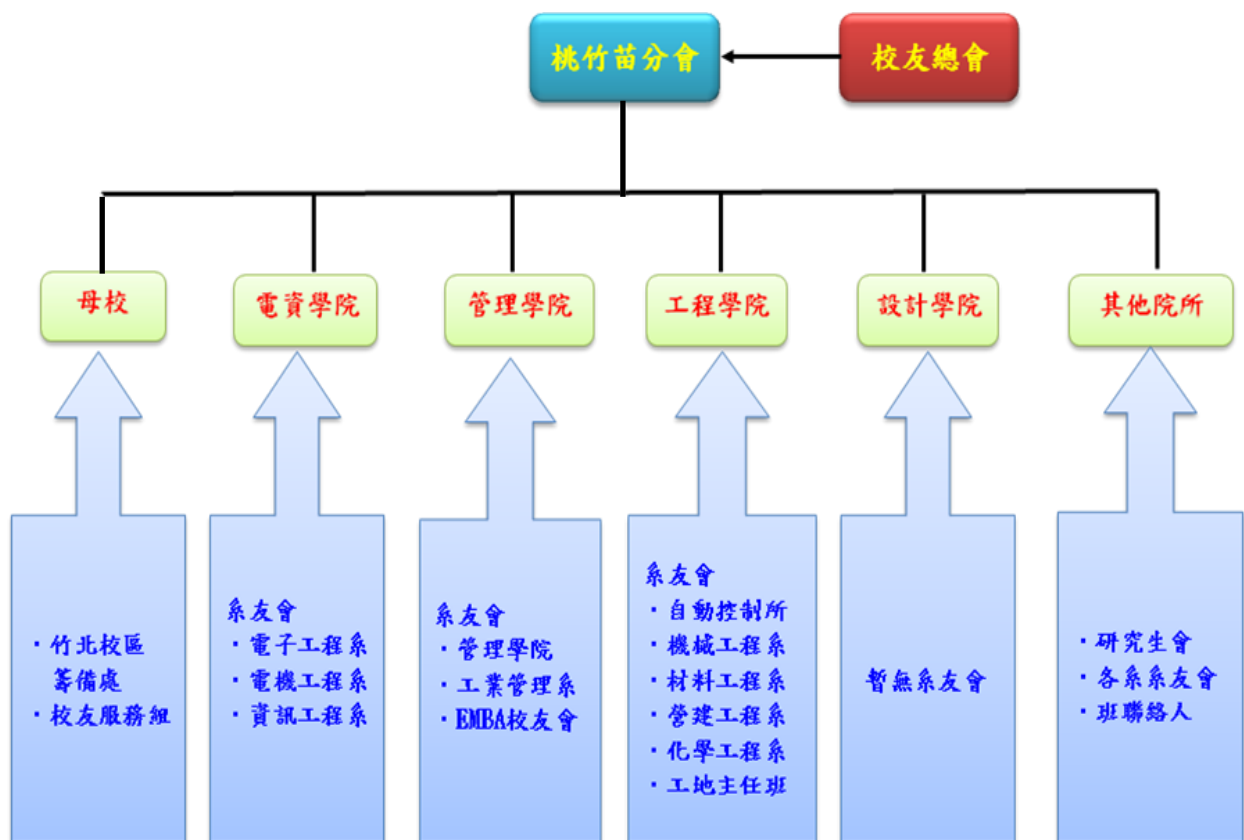 桃竹苗分會
校友總會
母校
電資學院
管理學院
工程學院
設計學院
其他院所
・竹北校區
籌備處
・校友服務組
系友會
・電子工程系
・電機工程系
・資訊工程系
系友會
・管理學院
・工業管理系
・EMBA校友會
系友會
・自動控制所
・機械工程系
・材料工程系
・營建工程系
・化學工程系
・工地主任班
暫無系友會
・研究生會
・各系系友會
・班聯絡人